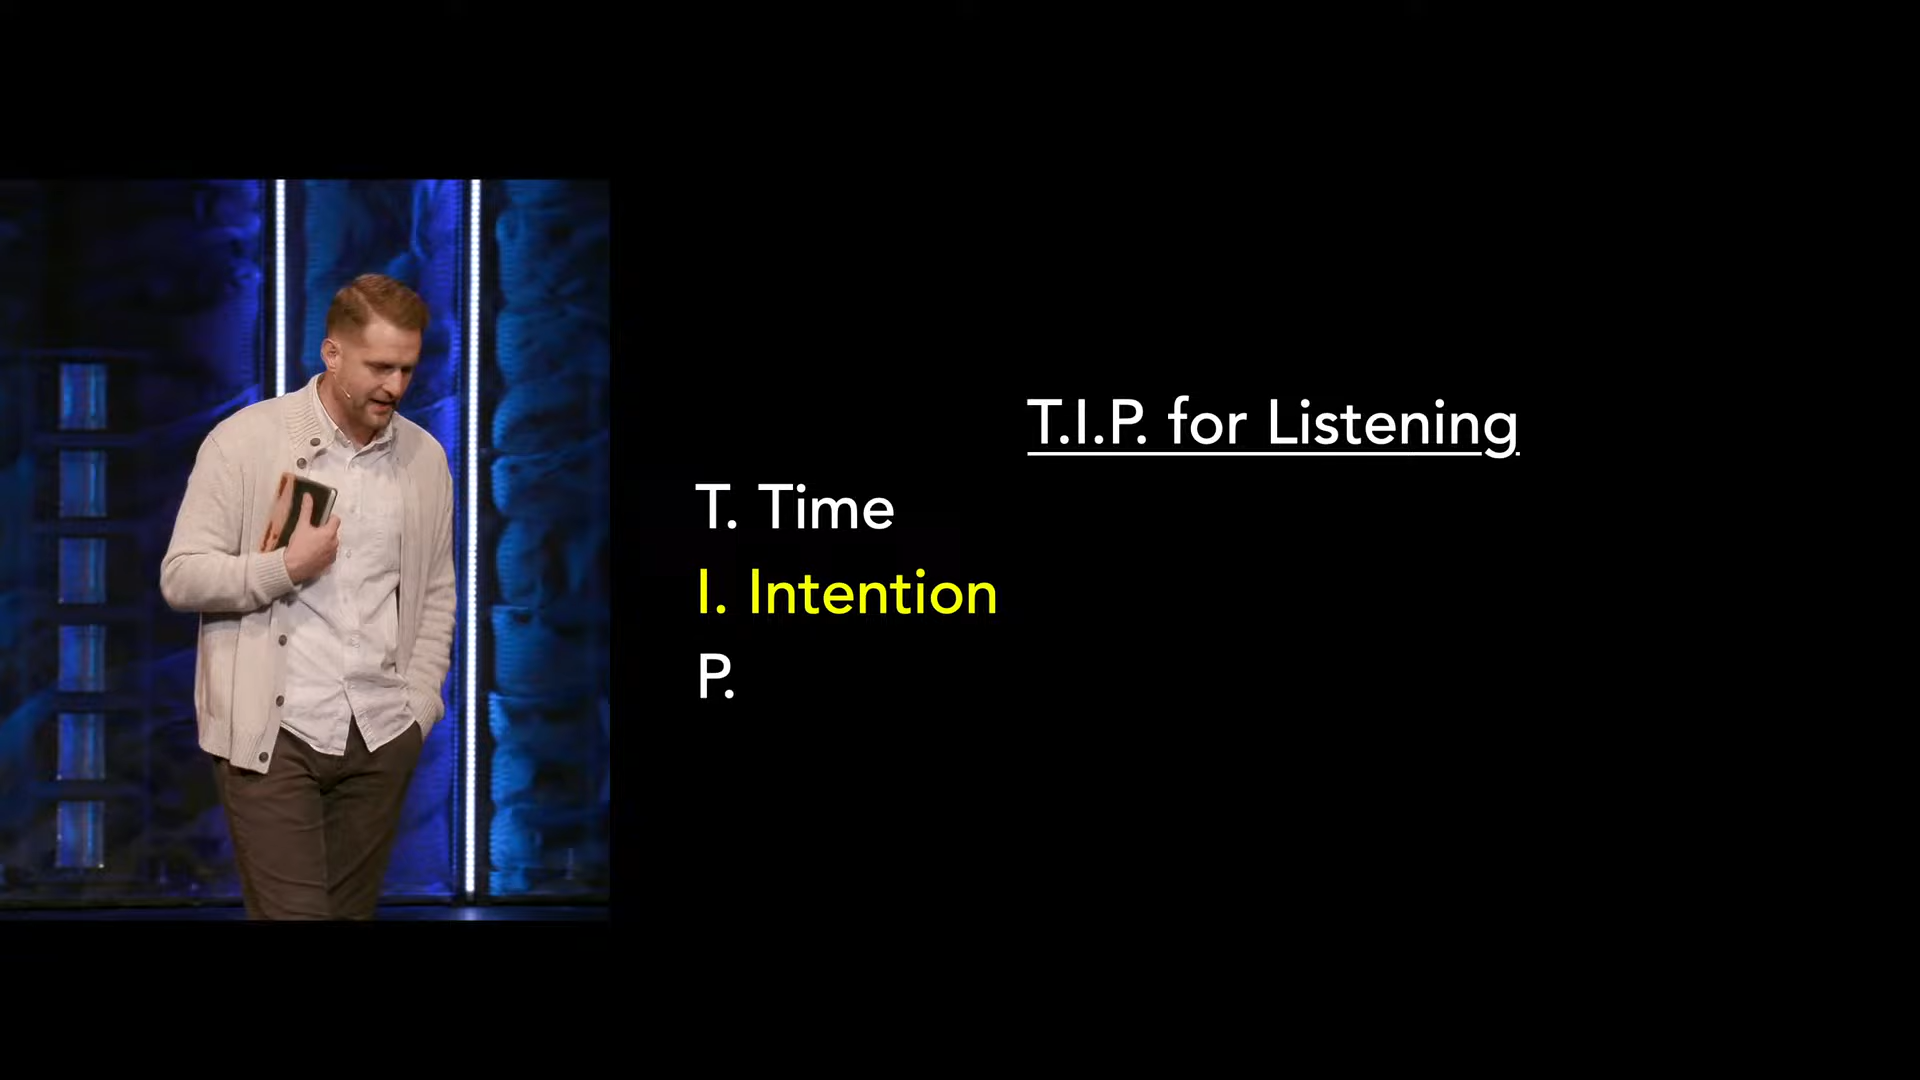 T.I.P. for Listening
T. Time
I. Intention
P.